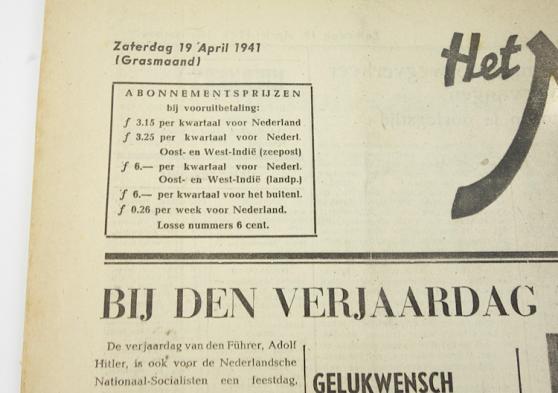 Zaterdag 19 April 1941
(Grasmaand)
Het
ABONNEMENTSPRIJZEN
bij vooruitbetaling:
ƒ 3.15 per kwartaal voor Nederland
ƒ 3.25 per kwartaal voor Nederl.
Oost- en West-Indië (zeepost)
ƒ 6.— per kwartaal voor Nederl.
Oost- en West-Indië (landp.)
ƒ 6.— per kwartaal voor het buitenl.
ƒ 0.26 per week voor Nederland.
Losse nummers 6 cent.
BIJ DEN VERJAARDAG
De verjaardag van den Führer, Adolf
Hitler, is ook voor de Nederlandsche
Nationaal-Socialisten een feestdag,
GELUKWENSCH